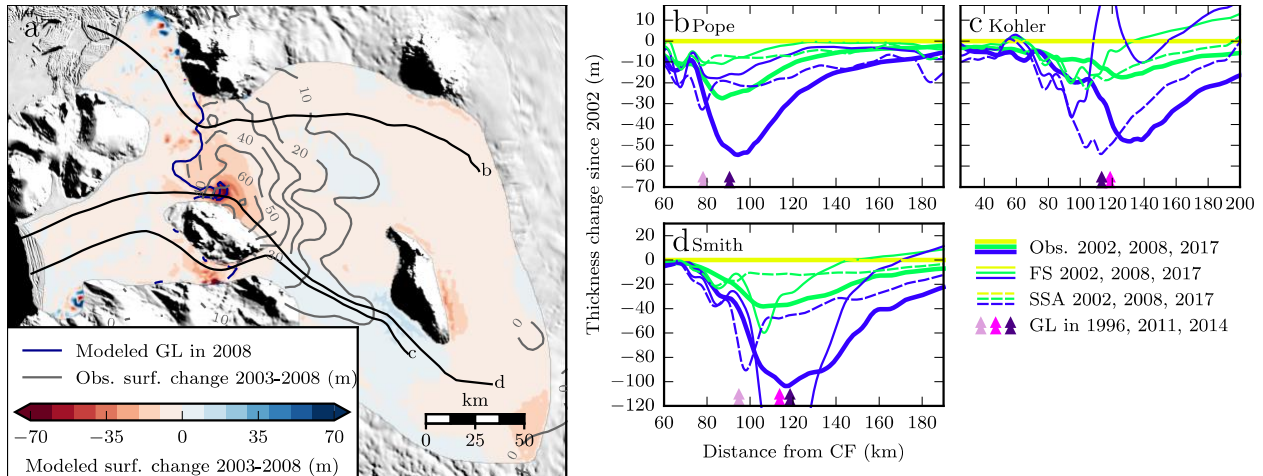 a
10
40
20
60
50
30
10
0
0
0
0
b
c
d
Modeled GL in 2008
Obs. surf. change 2003-2008 (m)
−70 −35 0 35 70
Modeled surf. change 2003-2008 (m)
km
0 25 50
Thickness change since 2002 (m)
b Pope
10
0
−10
−20
−30
−40
−50
−60
−70
60 80 100 120 140 160 180
c Kohler
40 60 80 100 120 140 160 180 200
d Smith
20
0
−20
−40
−60
−80
−100
−120
60 80 100 120 140 160 180
Distance from CF (km)
Obs. 2002, 2008, 2017
FS 2002, 2008, 2017
SSA 2002, 2008, 2017
GL in 1996, 2011, 2014